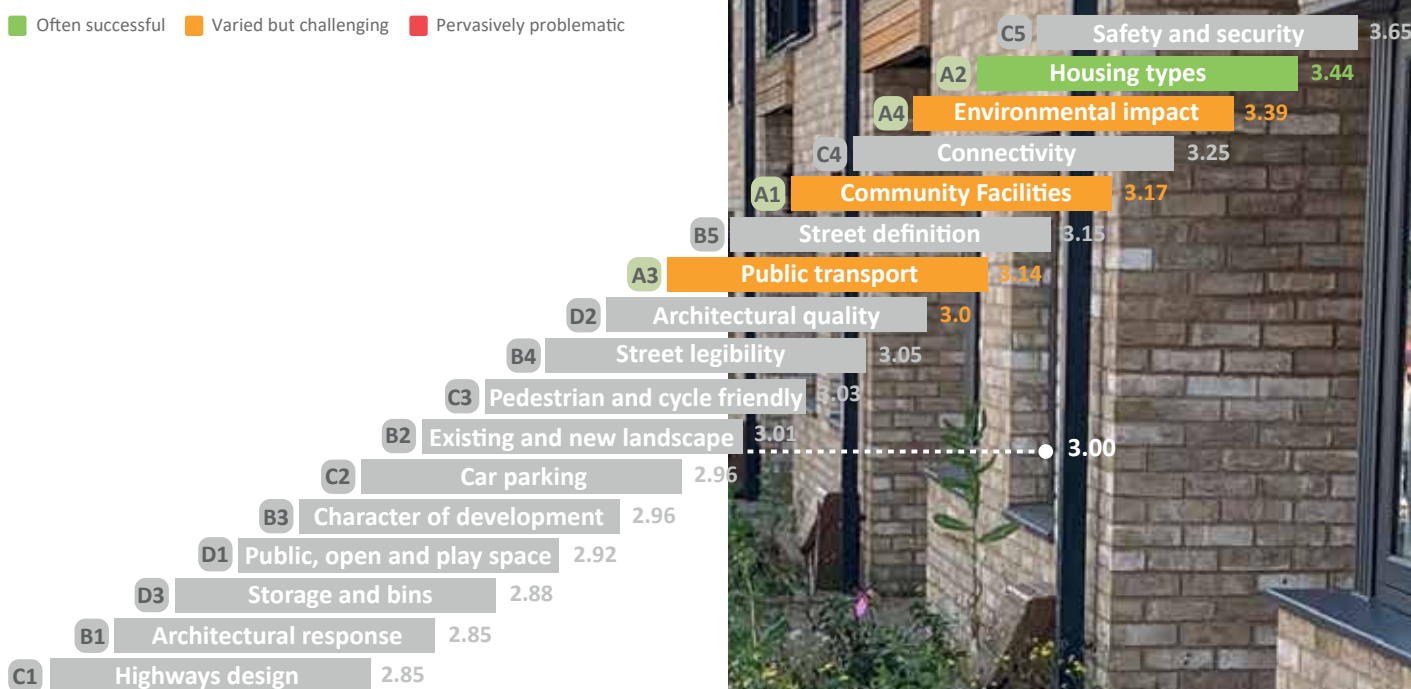 Often successful Varied but challenging Pervasively problematic
C5 Safety and security 3.65
A2 Housing types 3.44
A4 Environmental impact 3.39
C4 Connectivity 3.25
A1 Community Facilities 3.17
B5 Street definition 3.15
A3 Public transport 3.14
D2 Architectural quality 3.0
B4 Street legibility 3.05
C3 Pedestrian and cycle friendly 3.03
B2 Existing and new landscape 3.01
3.00
C2 Car parking 2.96
B3 Character of development 2.96
D1 Public, open and play space 2.92
D3 Storage and bins 2.88
B1 Architectural response 2.85
C1 Highways design 2.85